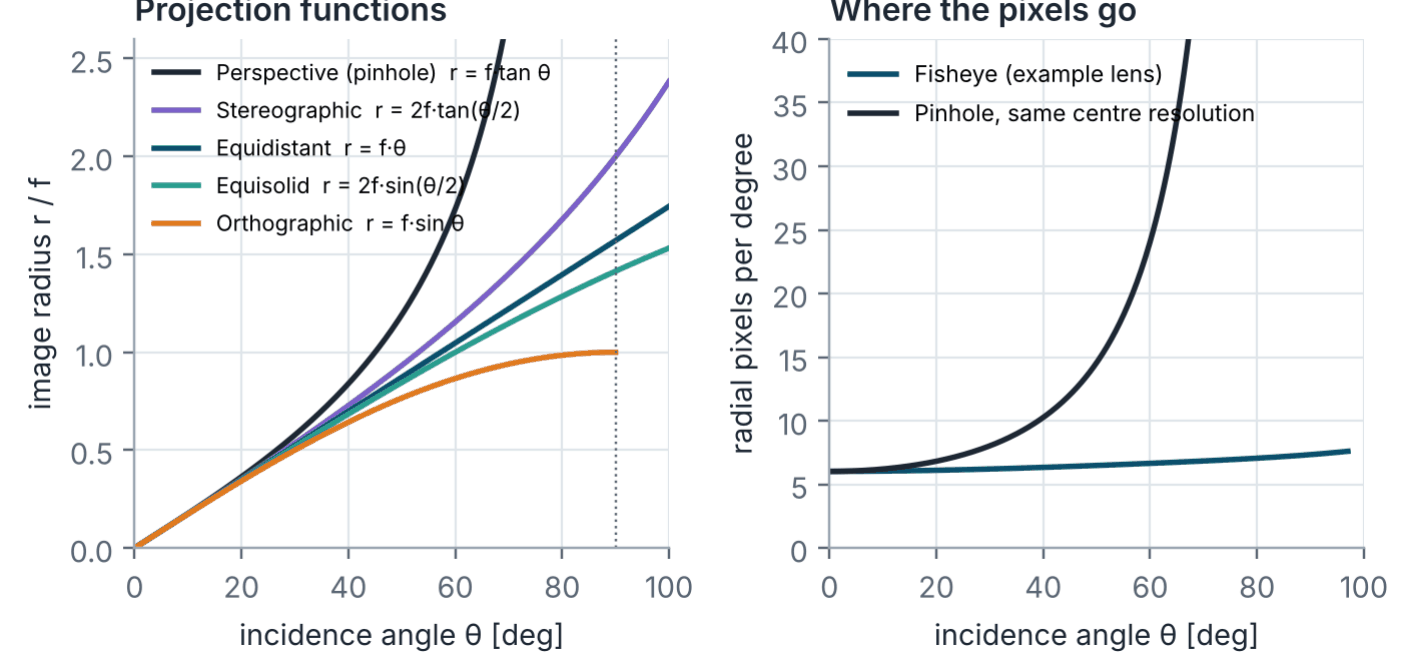 Projection functions
2.5
2.0
1.5
1.0
0.5
0.0
image radius r / f
Perspective (pinhole)  r = f·tan θ
Stereographic  r = 2f·tan(θ/2)
Equidistant  r = f·θ
Equisolid  r = 2f·sin(θ/2)
Orthographic  r = f·sin θ
0 20 40 60 80 100
incidence angle θ [deg]
Where the pixels go
40
35
30
25
20
15
10
5
0
radial pixels per degree
Fisheye (example lens)
Pinhole, same centre resolution
0 20 40 60 80 100
incidence angle θ [deg]